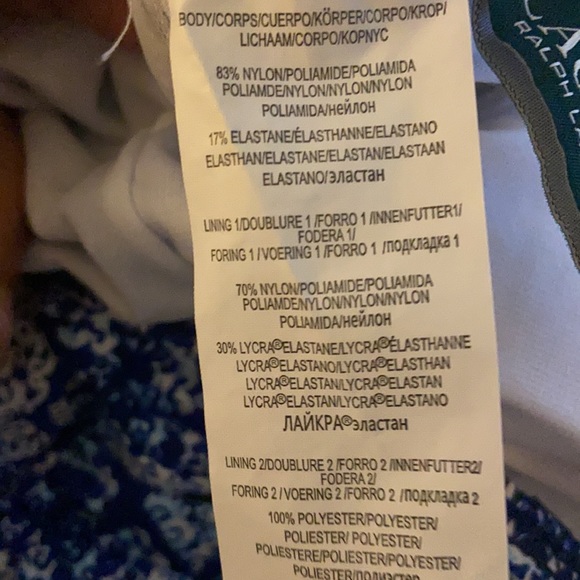 BODY/CORPS/CUERPO/KÖRPER/CORPO/KROP/
LICHAAM/CORPO/КОРПУС
83% NYLON/POLIAMIDE/POLIAMIDA
POLIAMDE/NYLON/NYLON/NYLON
POLIAMIDA/нейлон
17% ELASTANE/ÉLASTHANNE/ELASTANO
ELASTHAN/ELASTANE/ELASTAN/ELASTAAN
ELASTANO/эластан
LINING 1/DOUBLURE 1 /FORRO 1 /INNENFUTTER1/
FODERA 1/
FORING 1 / VOERING 1 /FORRO 1 /подкладка 1
70% NYLON/POLIAMIDE/POLIAMIDA
POLIAMDE/NYLON/NYLON/NYLON
POLIAMIDA/нейлон
30% LYCRA®ELASTANE/LYCRA®ÉLASTHANNE
LYCRA®ELASTANO/LYCRA®ELASTHAN
LYCRA®ELASTAN/LYCRA®ELASTAN
LYCRA®ELASTAN/LYCRA®ELASTANO
ЛАЙКРА®эластан
LINING 2/DOUBLURE 2 /FORRO 2 /INNENFUTTER2/
FODERA 2/
FORING 2 / VOERING 2 /FORRO 2 /подкладка 2
100% POLYESTER/POLYESTER/
POLIESTER/ POLYESTER/
POLIESTERE/POLIESTER/POLYESTER/
POLIESTER/полиэстер
RALPH